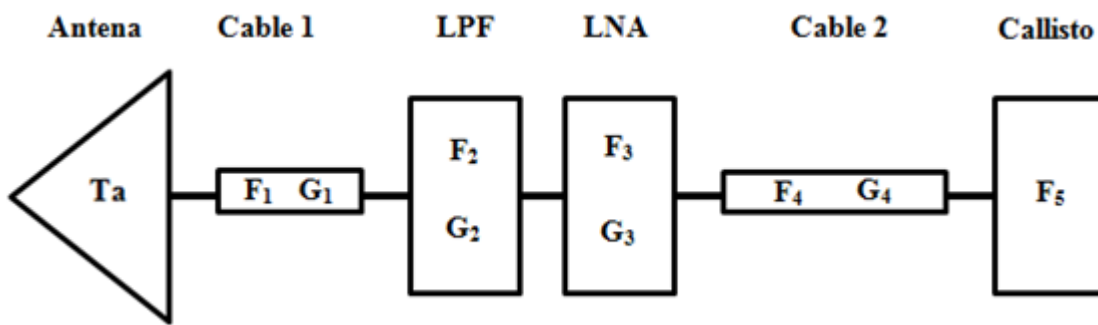 Antena Cable 1 LPF LNA Cable 2 Callisto
F₂ F₃
Ta F₁ G₁ F₄ G₄ F₅
G₂ G₃